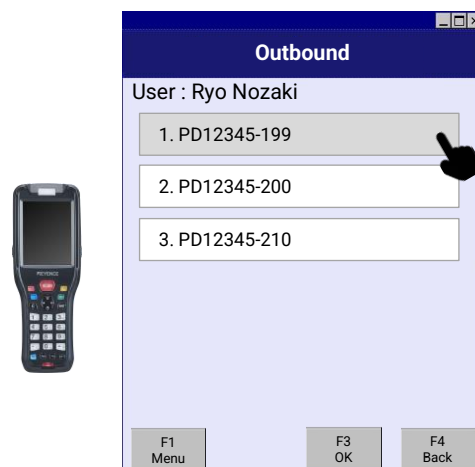 Outbound
User : Ryo Nozaki
1. PD12345-199
2. PD12345-200
3. PD12345-210
KEYENCE
F1
Menu
F3
OK
F4
Back